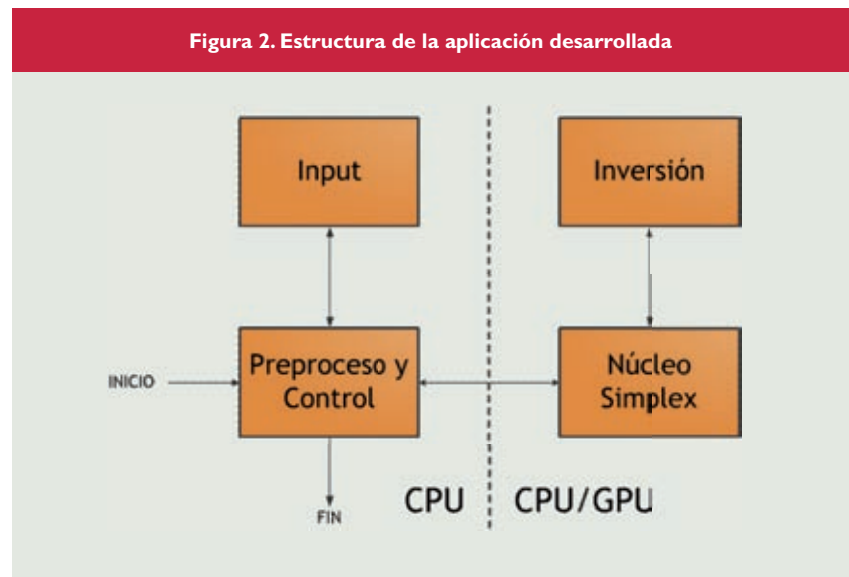 Figura 2. Estructura de la aplicación desarrollada
Input
Inversión
INICIO
Preproceso y
Control
Núcleo
Simplex
FIN
CPU
CPU/GPU